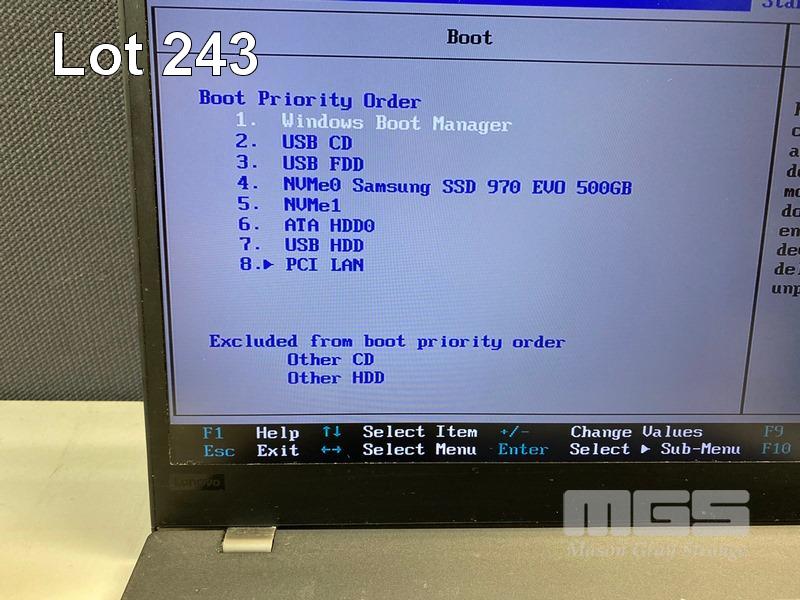 Lot 243
Boot
Boot Priority Order
1. Windows Boot Manager
2. USB CD
3. USB FDD
4. NVMe0 Samsung SSD 970 EVO 500GB
5. NVMe1
6. ATA HDD0
7. USB HDD
8.▶ PCI LAN
Excluded from boot priority order
Other CD
Other HDD
F1 Help ↑↓ Select Item +/- Change Values F9
Esc Exit ←→ Select Menu Enter Select ▶ Sub-Menu F10
Lenovo
MGS
Mason Gray Strange